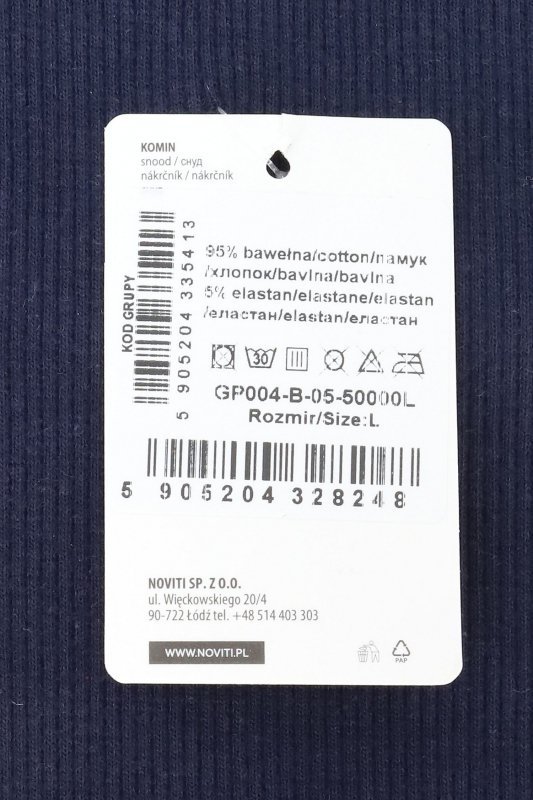 KOMIN
snood / снуд
nákrčník / nákrčník
KOD GRUPY
5 905204 335413
95% bawełna/cotton/памук
/хлопок/bavlna/bavlna
5% elastan/elastane/elastan
/еластан/elastan/еластан
30
GP004-B-05-50000L
Rozmir/Size:L
5 905204 328248
NOVITI SP. Z O.O.
ul. Więckowskiego 20/4
90-722 Łódź tel. +48 514 403 303
WWW.NOVITI.PL
PAP